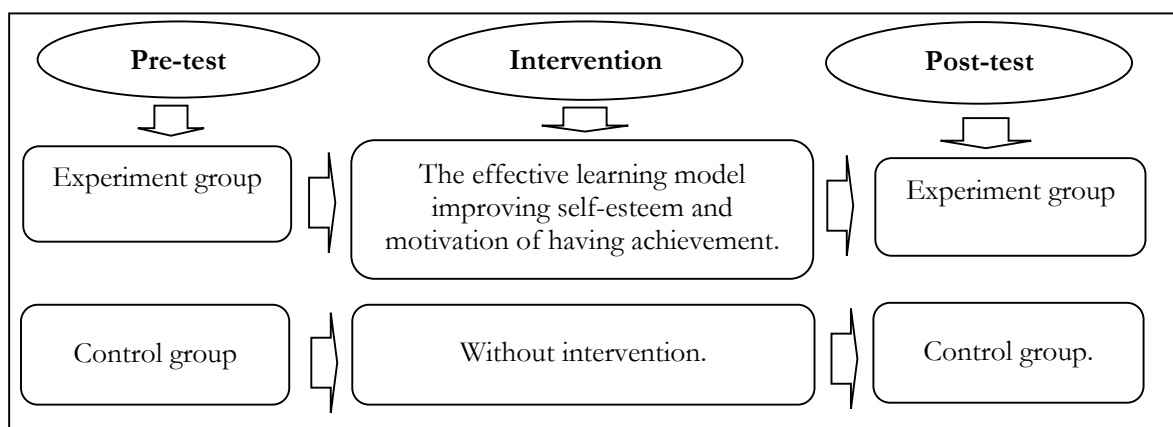 Pre-test
Intervention
Post-test
Experiment group
The effective learning model
improving self-esteem and
motivation of having achievement.
Experiment group
Control group
Without intervention.
Control group.